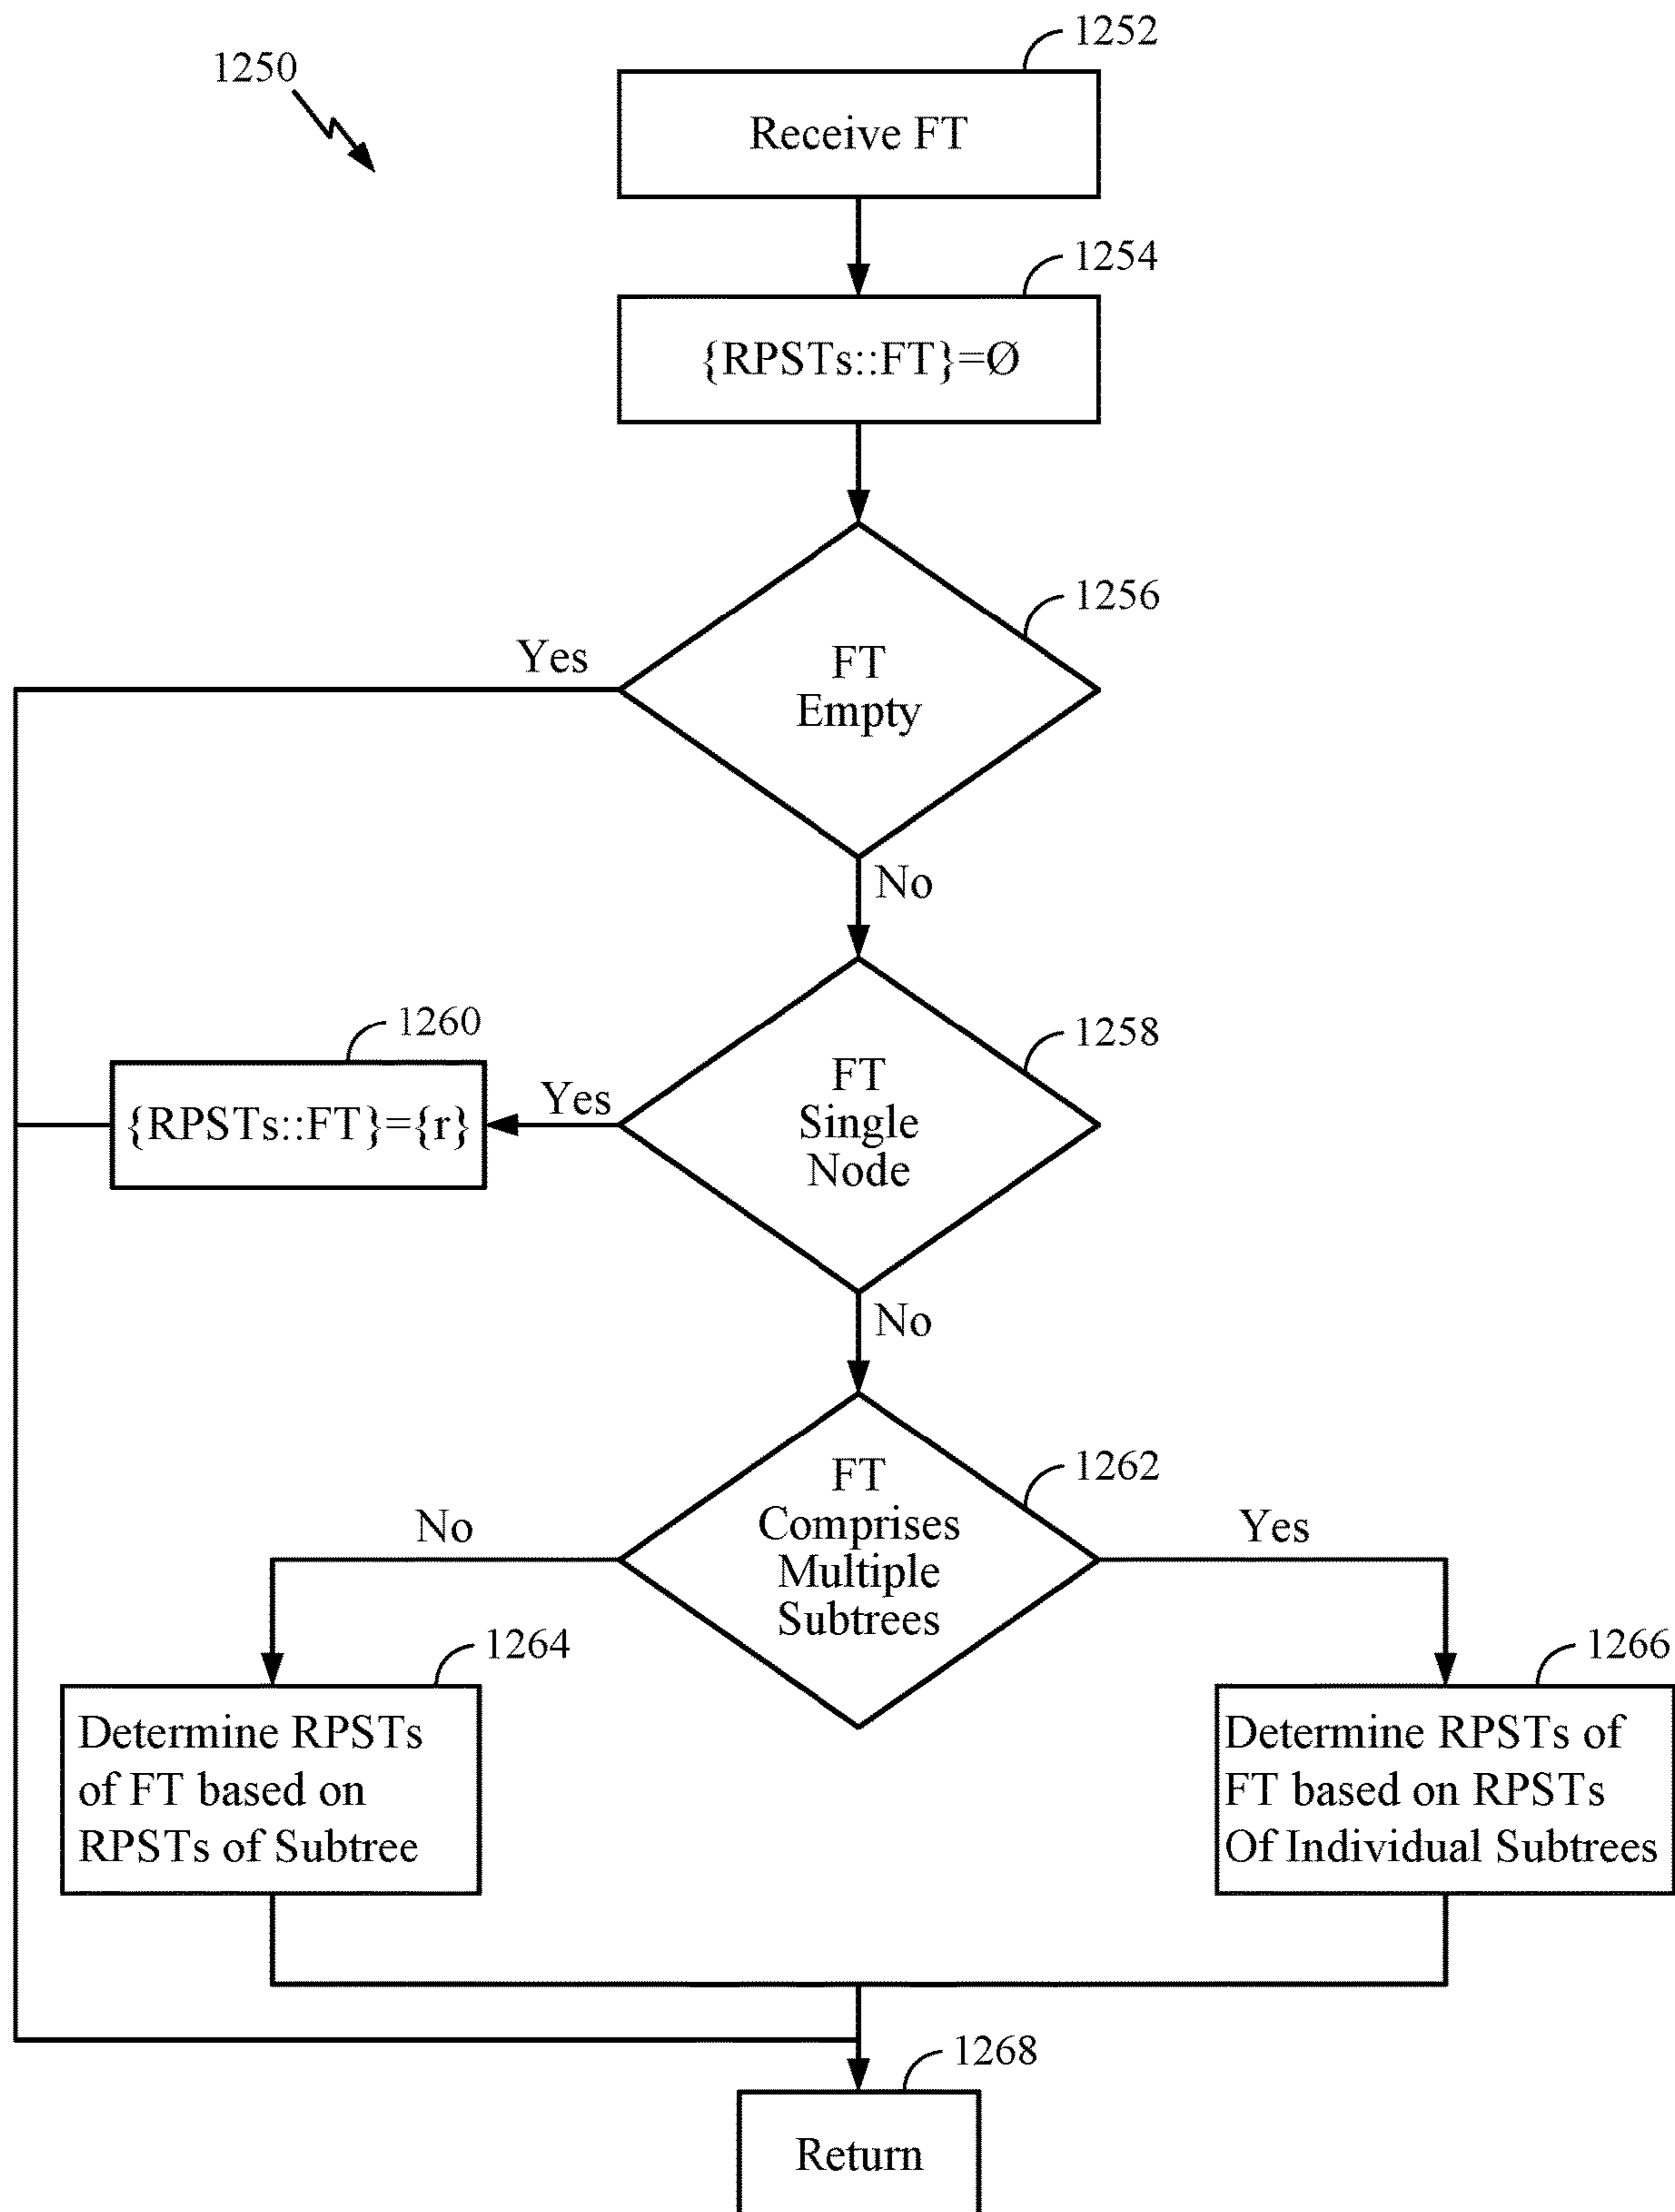 1250
1252
Receive FT
1254
{RPSTs::FT}=Ø
1256
Yes
FT
Empty
No
1260
1258
{RPSTs::FT}={r}
Yes
FT
Single
Node
No
1262
FT
Comprises
Multiple
Subtrees
No
Yes
1264
1266
Determine RPSTs
of FT based on
RPSTs of Subtree
Determine RPSTs of
FT based on RPSTs
Of Individual Subtrees
1268
Return